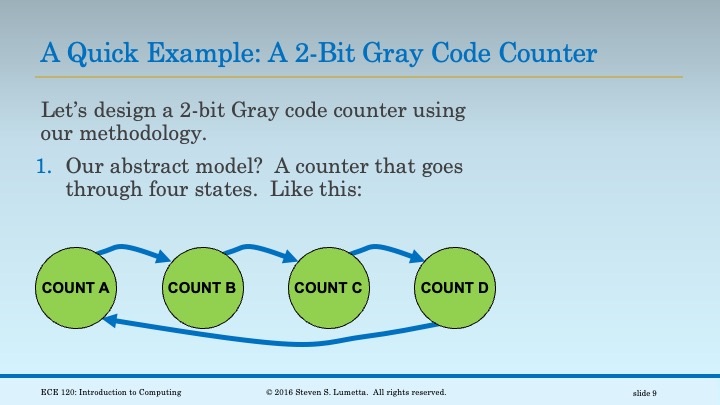 A Quick Example: A 2-Bit Gray Code Counter
Let’s design a 2-bit Gray code counter using
our methodology.
1. Our abstract model?  A counter that goes
through four states.  Like this:
COUNT A COUNT B COUNT C COUNT D
ECE 120: Introduction to Computing © 2016 Steven S. Lumetta.  All rights reserved. slide 9